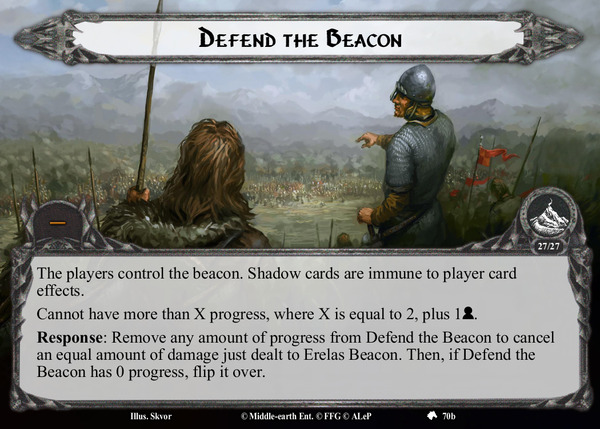 Defend the Beacon
27/27
The players control the beacon. Shadow cards are immune to player card
effects.
Cannot have more than X progress, where X is equal to 2, plus 1.
Response: Remove any amount of progress from Defend the Beacon to cancel
an equal amount of damage just dealt to Erelas Beacon. Then, if Defend the
Beacon has 0 progress, flip it over.
Illus. Skvor © Middle-earth Ent. © FFG © ALeP 70b